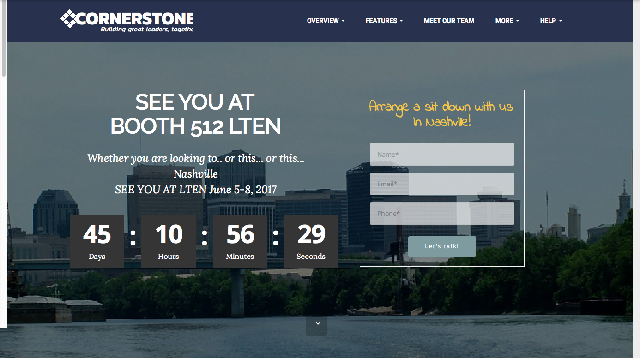 CORNERSTONE
Building great leaders, togethe
OVERVIEW
FEATURES
MEET OUR TEAM
MORE
HELP
SEE YOU AT
BOOTH 512 LTEN
Whether you are looking to.. or this... or this...
Nashville
SEE YOU AT LTEN June 5-8, 2017
45 : 10 : 56 : 29
Days Hours Minutes Seconds
Arrange a sit down with us
in Nashville!
Name*
Email*
Phone*
Let's talk!